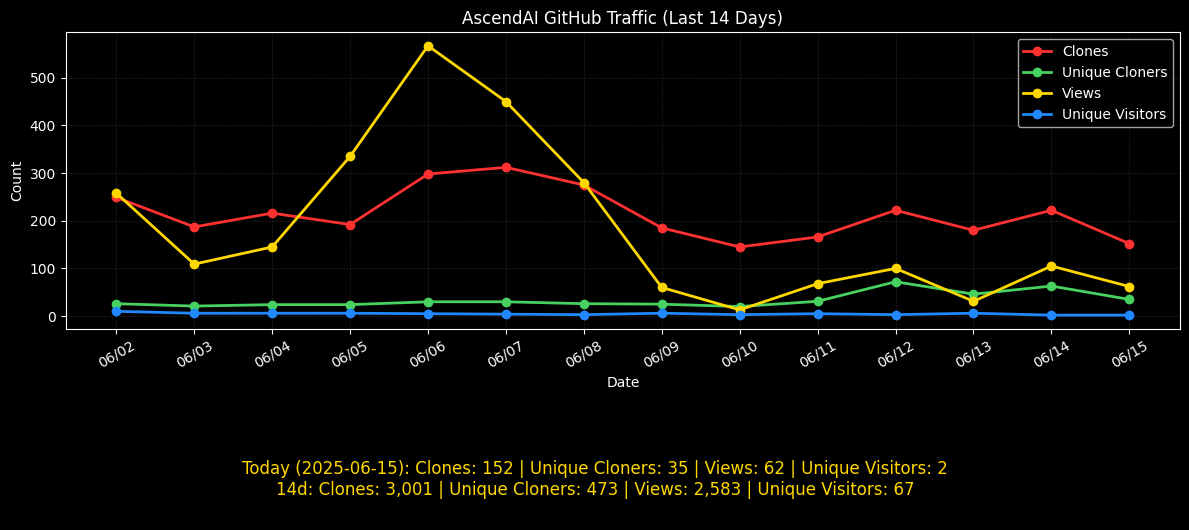 AscendAI GitHub Traffic (Last 14 Days)
Clones
Unique Cloners
Views
Unique Visitors
Count
500
400
300
200
100
0
06/02 06/03 06/04 06/05 06/06 06/07 06/08 06/09 06/10 06/11 06/12 06/13 06/14 06/15
Date
Today (2025-06-15): Clones: 152 | Unique Cloners: 35 | Views: 62 | Unique Visitors: 2
14d: Clones: 3,001 | Unique Cloners: 473 | Views: 2,583 | Unique Visitors: 67